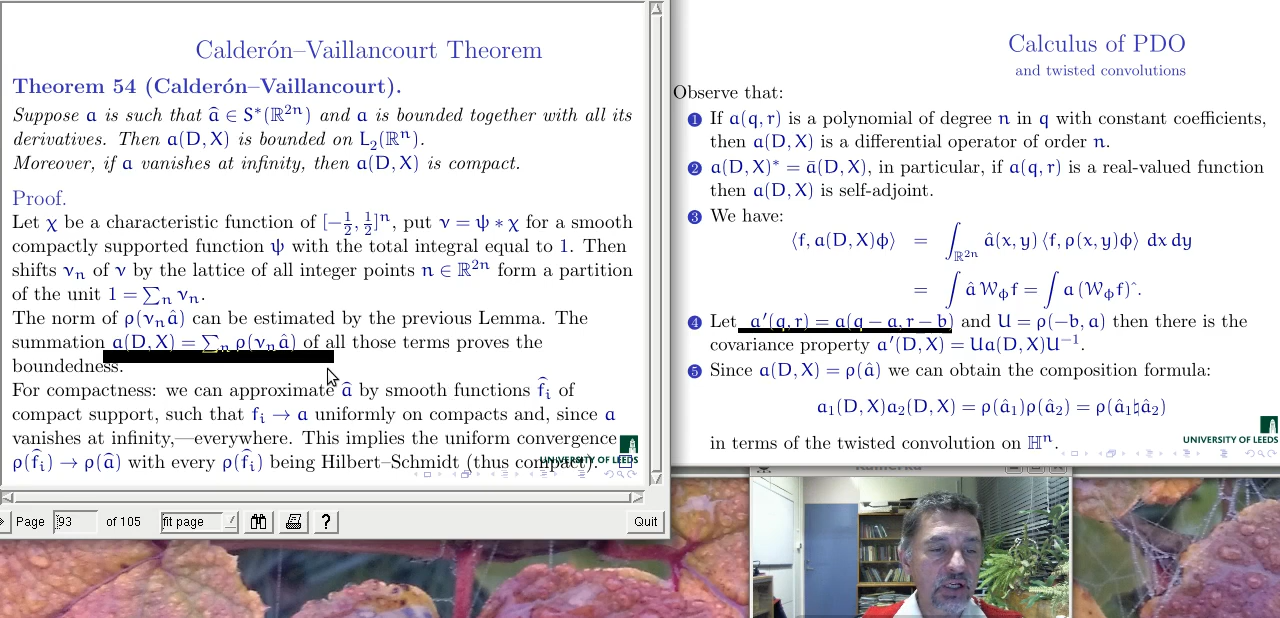 Calderón–Vaillancourt Theorem
Theorem 54 (Calderón–Vaillancourt).
Suppose a is such that â ∈ S*(ℝ²ⁿ) and a is bounded together with all its
derivatives. Then a(D, X) is bounded on L₂(ℝⁿ).
Moreover, if a vanishes at infinity, then a(D, X) is compact.
Proof.
Let χ be a characteristic function of [−½, ½]ⁿ, put ν = ψ ∗ χ for a smooth
compactly supported function ψ with the total integral equal to 1. Then
shifts νₙ of ν by the lattice of all integer points n ∈ ℝ²ⁿ form a partition
of the unit 1 = ∑ₙ νₙ.
The norm of ρ(νₙâ) can be estimated by the previous Lemma. The
summation a(D, X) = ∑ₙ ρ(νₙâ) of all those terms proves the
boundedness.
For compactness: we can approximate â by smooth functions f̂ᵢ of
compact support, such that fᵢ → a uniformly on compacts and, since a
vanishes at infinity,—everywhere. This implies the uniform convergence
ρ(f̂ᵢ) → ρ(â) with every ρ(f̂ᵢ) being Hilbert–Schmidt (thus compact). □
UNIVERSITY OF LEEDS
Page 93 of 105 fit page ? Quit
Calculus of PDO
and twisted convolutions
Observe that:
1 If a(q, r) is a polynomial of degree n in q with constant coefficients,
then a(D, X) is a differential operator of order n.
2 a(D, X)* = ā(D, X), in particular, if a(q, r) is a real-valued function
then a(D, X) is self-adjoint.
3 We have:
⟨f, a(D, X)ϕ⟩ = ∫_{ℝ²ⁿ} â(x, y) ⟨f, ρ(x, y)ϕ⟩ dx dy
= ∫ â 𝒲_ϕ f = ∫ a (𝒲_ϕ f)ˆ.
4 Let a′(q, r) = a(q − a, r − b) and U = ρ(−b, a) then there is the
covariance property a′(D, X) = Ua(D, X)U⁻¹.
5 Since a(D, X) = ρ(â) we can obtain the composition formula:
a₁(D, X)a₂(D, X) = ρ(â₁)ρ(â₂) = ρ(â₁♮â₂)
in terms of the twisted convolution on ℍⁿ.
UNIVERSITY OF LEEDS